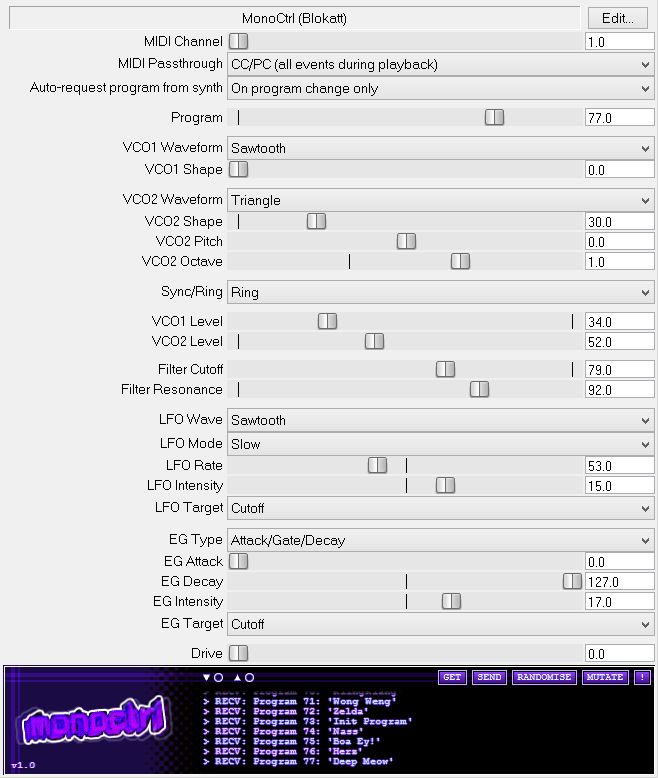 MonoCtrl (Blokatt)
Edit...
MIDI Channel 1.0
MIDI Passthrough CC/PC (all events during playback)
Auto-request program from synth On program change only
Program 77.0
VCO1 Waveform Sawtooth
VCO1 Shape 0.0
VCO2 Waveform Triangle
VCO2 Shape 30.0
VCO2 Pitch 0.0
VCO2 Octave 1.0
Sync/Ring Ring
VCO1 Level 34.0
VCO2 Level 52.0
Filter Cutoff 79.0
Filter Resonance 92.0
LFO Wave Sawtooth
LFO Mode Slow
LFO Rate 53.0
LFO Intensity 15.0
LFO Target Cutoff
EG Type Attack/Gate/Decay
EG Attack 0.0
EG Decay 127.0
EG Intensity 17.0
EG Target Cutoff
Drive 0.0
GET SEND RANDOMISE MUTATE !
> RECV: Program 71: 'Wong Weng'
> RECV: Program 72: 'Zelda'
> RECV: Program 73: 'Init Program'
> RECV: Program 74: 'Nass'
> RECV: Program 75: 'Boa Ey!'
> RECV: Program 76: 'Herz'
> RECV: Program 77: 'Deep Meow'
monoctrl
v1.0